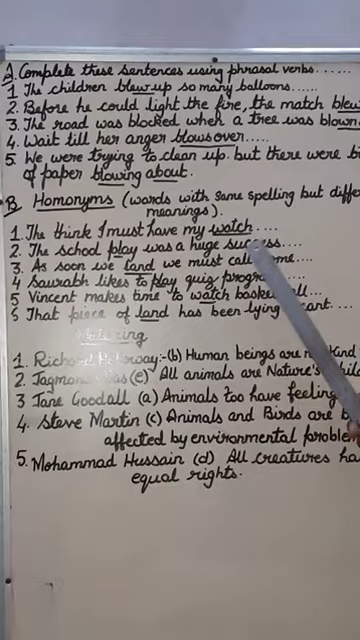 A. Complete these sentences using phrasal verbs......
1 The children blew up so many balloons.....
2. Before he could light the fire, the match blew
3. The road was blocked when a tree was blown
4. Wait till her anger blows over....
5 We were trying to clean up. but there were
of paper blowing about.
B. Homonyms (words with same spelling but
meanings).
1. The think I must have my watch....
2. The school play was a huge success....
3. As soon we land we must call
4 Saurabh likes to play quiz
5 Vincent makes time to watch
5 That piece of land has been lying
1. (b) Human beings are
2. (e) All animals are Nature's
3 Jane Goodall (a) Animals too have feeling
4. Steve Martin (c) Animals and Birds are
affected by environmental problem
5. Mohammad Hussain (d) All creatures
equal rights.